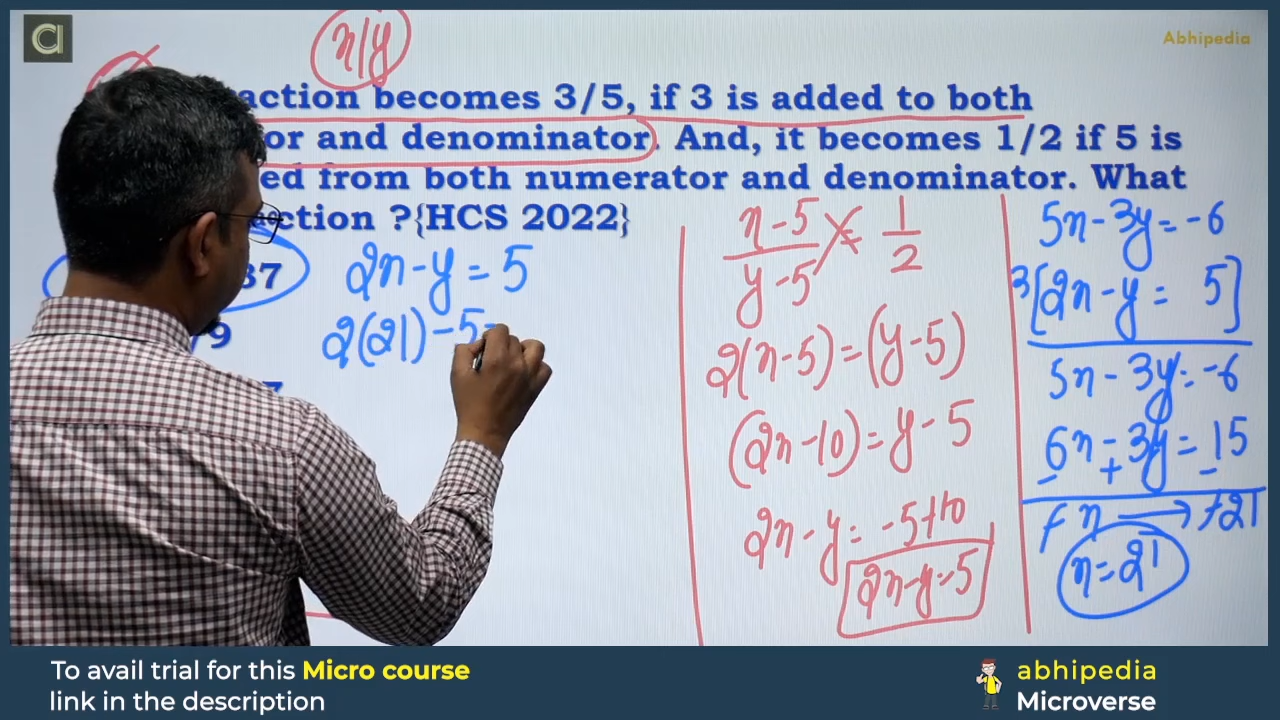 Abhipedia
x/y
action becomes 3/5, if 3 is added to both
or and denominator. And, it becomes 1/2 if 5 is
ed from both numerator and denominator. What
action ?{HCS 2022}
37
2x-y=5
2(21)-5=
9
7
x-5/y-5 = 1/2
2(x-5)=(y-5)
(2x-10)=y-5
2x-y=-5+10
2x-y=5
5x-3y=-6
3[2x-y=5]
5x-3y=-6
6x-3y=15
- + -
+x → +21
x=21
To avail trial for this Micro course
link in the description
abhipedia
Microverse